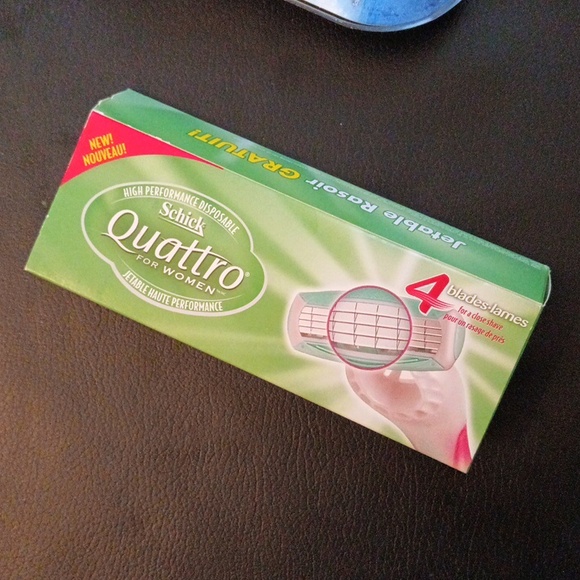 Jetable Rasoir GRATUIT!
NEW!
NOUVEAU!
HIGH PERFORMANCE DISPOSABLE
Schick
Quattro®
FOR WOMEN™
JETABLE HAUTE PERFORMANCE
4 blades-lames
for a close shave
pour un rasage de près